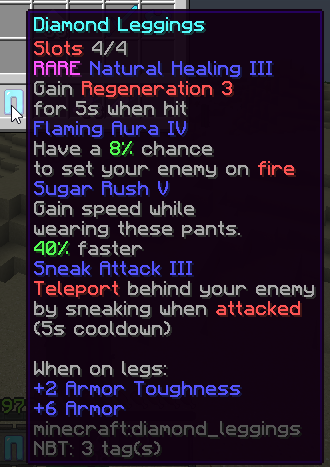 Diamond Leggings
Slots 4/4
RARE Natural Healing III
Gain Regeneration 3
for 5s when hit
Flaming Aura IV
Have a 8% chance
to set your enemy on fire
Sugar Rush V
Gain speed while
wearing these pants.
40% faster
Sneak Attack III
Teleport behind your enemy
by sneaking when attacked
(5s cooldown)
When on legs:
+2 Armor Toughness
+6 Armor
minecraft:diamond_leggings
NBT: 3 tag(s)
97